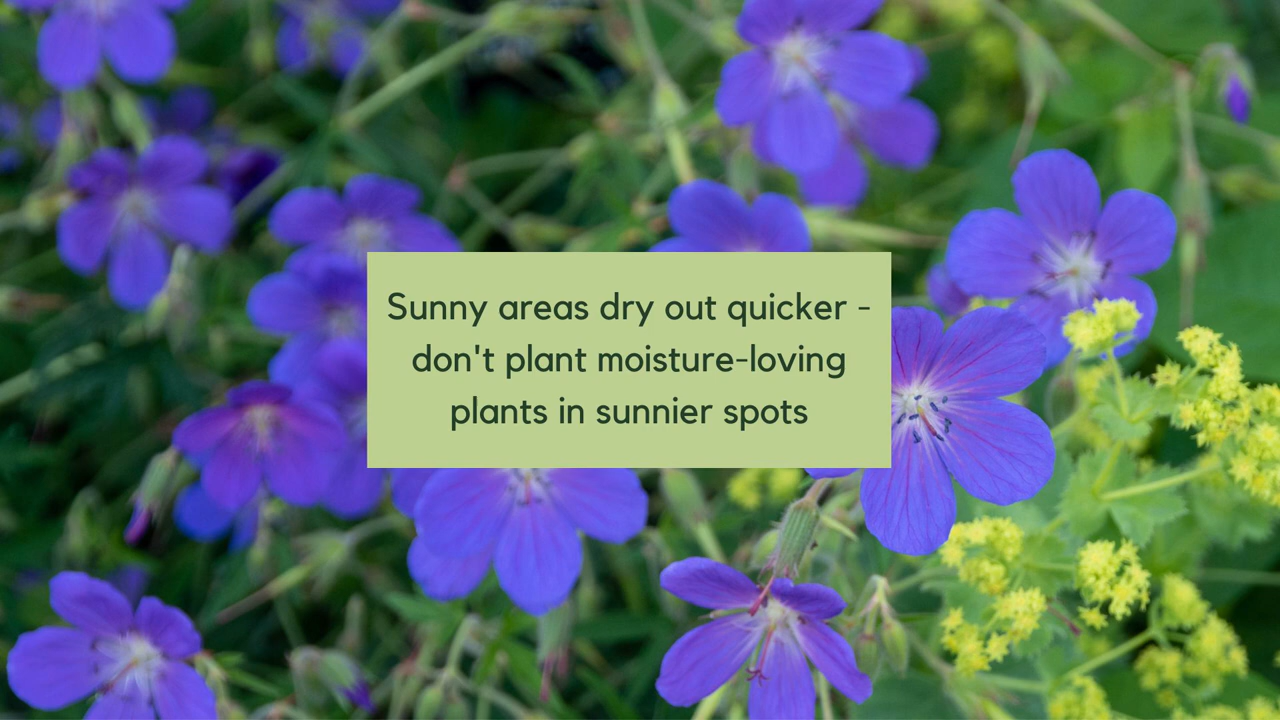 Sunny areas dry out quicker -
don't plant moisture-loving
plants in sunnier spots